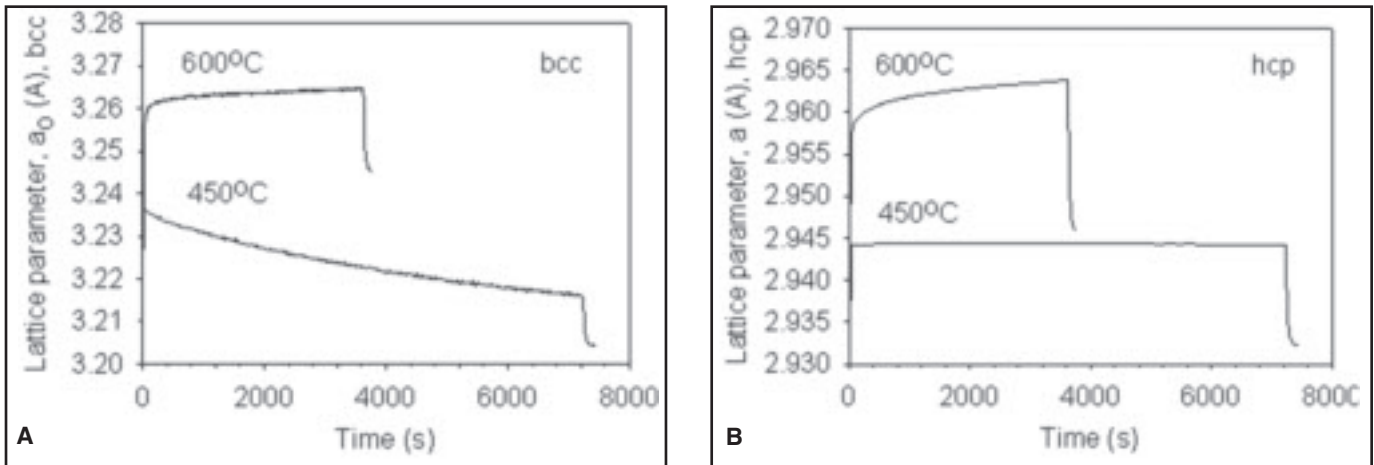 3.28
3.27
3.26
3.25
3.24
3.23
3.22
3.21
3.20
Lattice parameter, a₀ (A), bcc
600ºC
bcc
450ºC
0
2000
4000
6000
8000
Time (s)
A
2.970
2.965
2.960
2.955
2.950
2.945
2.940
2.935
2.930
Lattice parameter, a (A), hcp
600ºC
hcp
450ºC
0
2000
4000
6000
8000
Time (s)
B